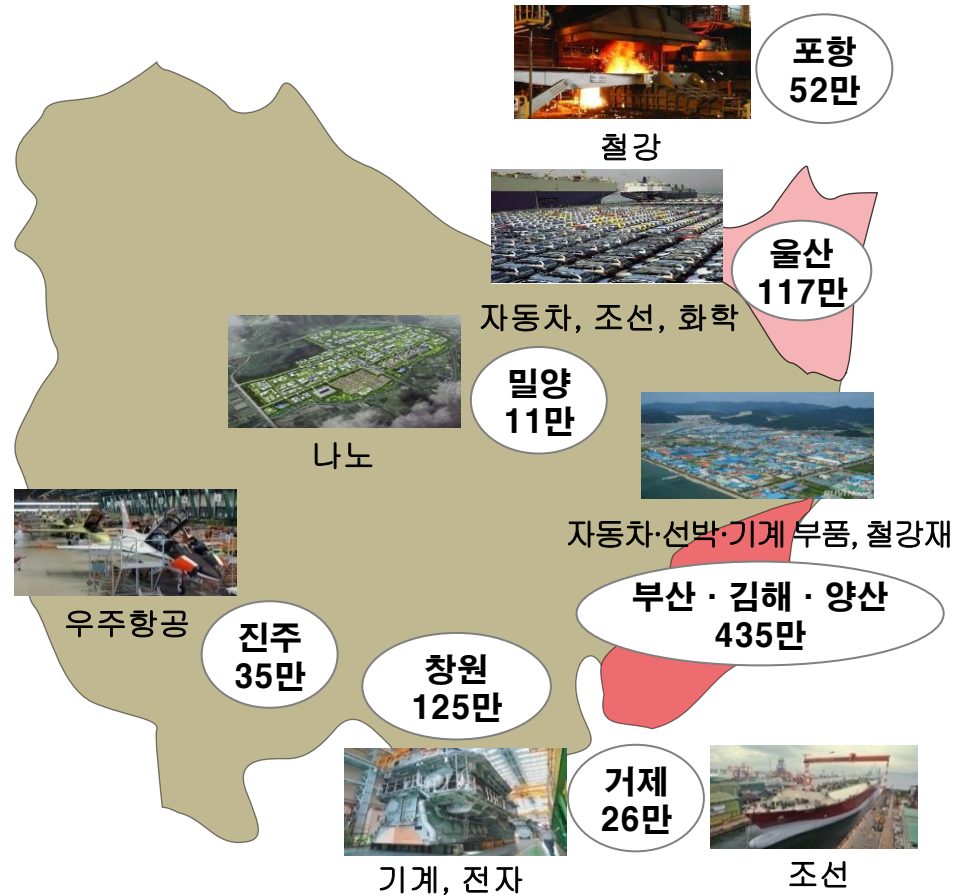 포항
52만
철강
울산
117만
자동차, 조선, 화학
밀양
11만
나노
자동차·선박·기계 부품, 철강재
부산 · 김해 · 양산
435만
우주항공
진주
35만
창원
125만
거제
26만
기계, 전자
조선